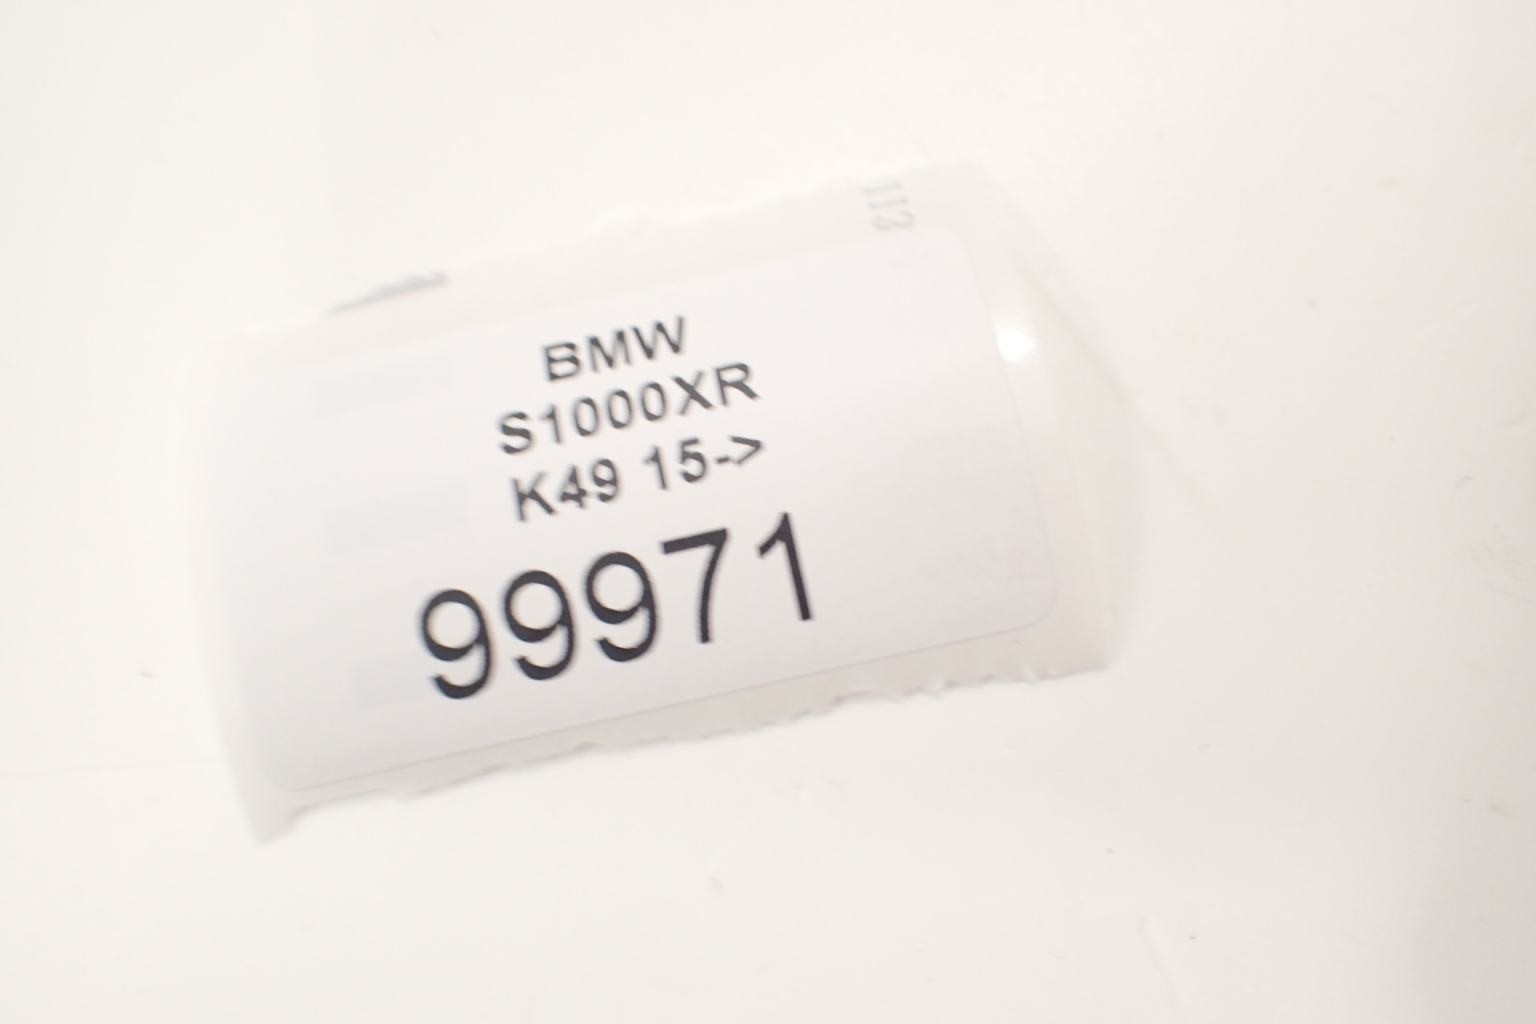 BMW
S1000XR
K49 15->
99971